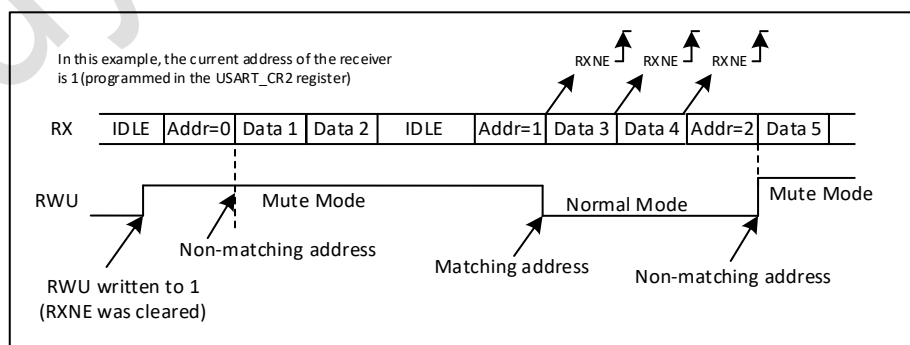 In this example, the current address of the receiver
is 1(programmed in the USART_CR2 register)
RXNE RXNE RXNE
RX IDLE Addr=0 Data 1 Data 2 IDLE Addr=1 Data 3 Data 4 Addr=2 Data 5
RWU Mute Mode Normal Mode Mute Mode
Non-matching address Matching address Non-matching address
RWU written to 1
(RXNE was cleared)